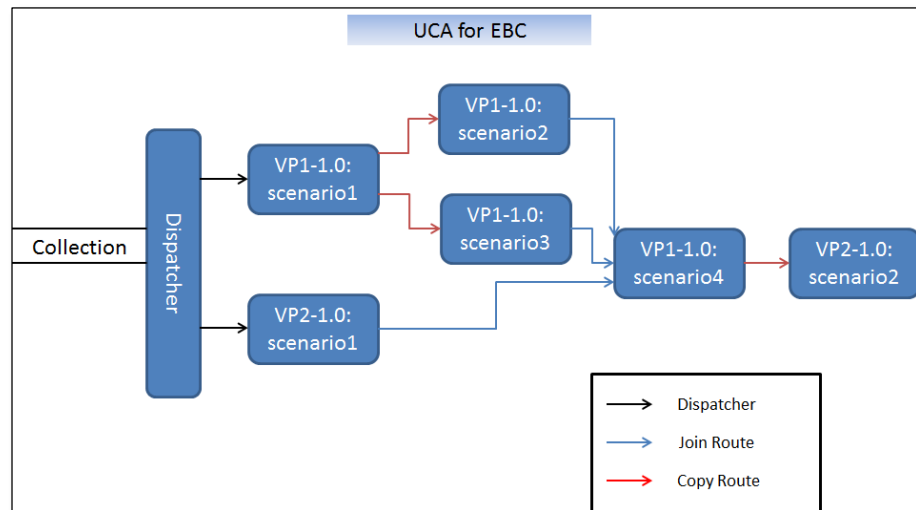 UCA for EBC
VP1-1.0:
scenario2
VP1-1.0:
scenario1
Dispatcher
Collection
VP1-1.0:
scenario3
VP1-1.0:
scenario4
VP2-1.0:
scenario2
VP2-1.0:
scenario1
Dispatcher
Join Route
Copy Route